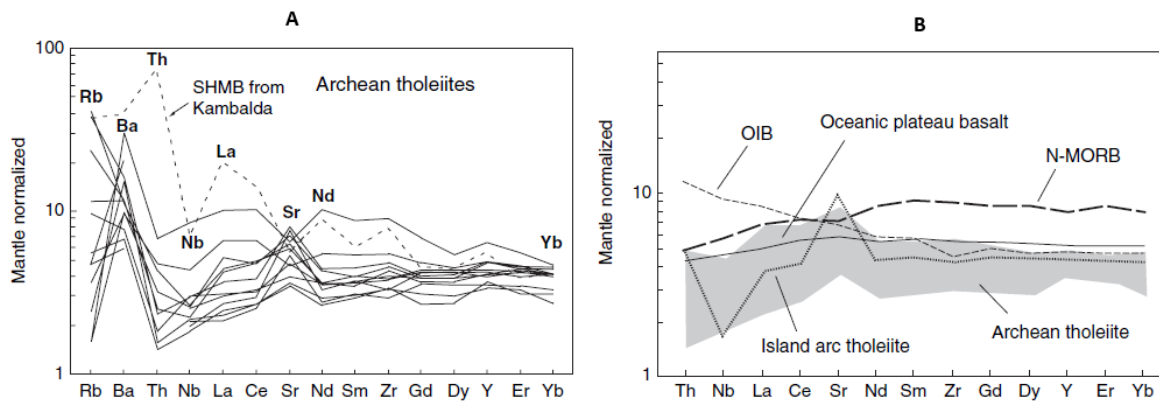 A
100
10
1
Mantle normalized
Rb
Ba
Th
SHMB from
Kambalda
Archean tholeiites
La
Nb
Sr
Nd
Yb
Rb Ba Th Nb La Ce Sr Nd Sm Zr Gd Dy Y Er Yb
B
10
1
Mantle normalized
OIB
Oceanic plateau basalt
N-MORB
Island arc tholeiite
Archean tholeiite
Th Nb La Ce Sr Nd Sm Zr Gd Dy Y Er Yb